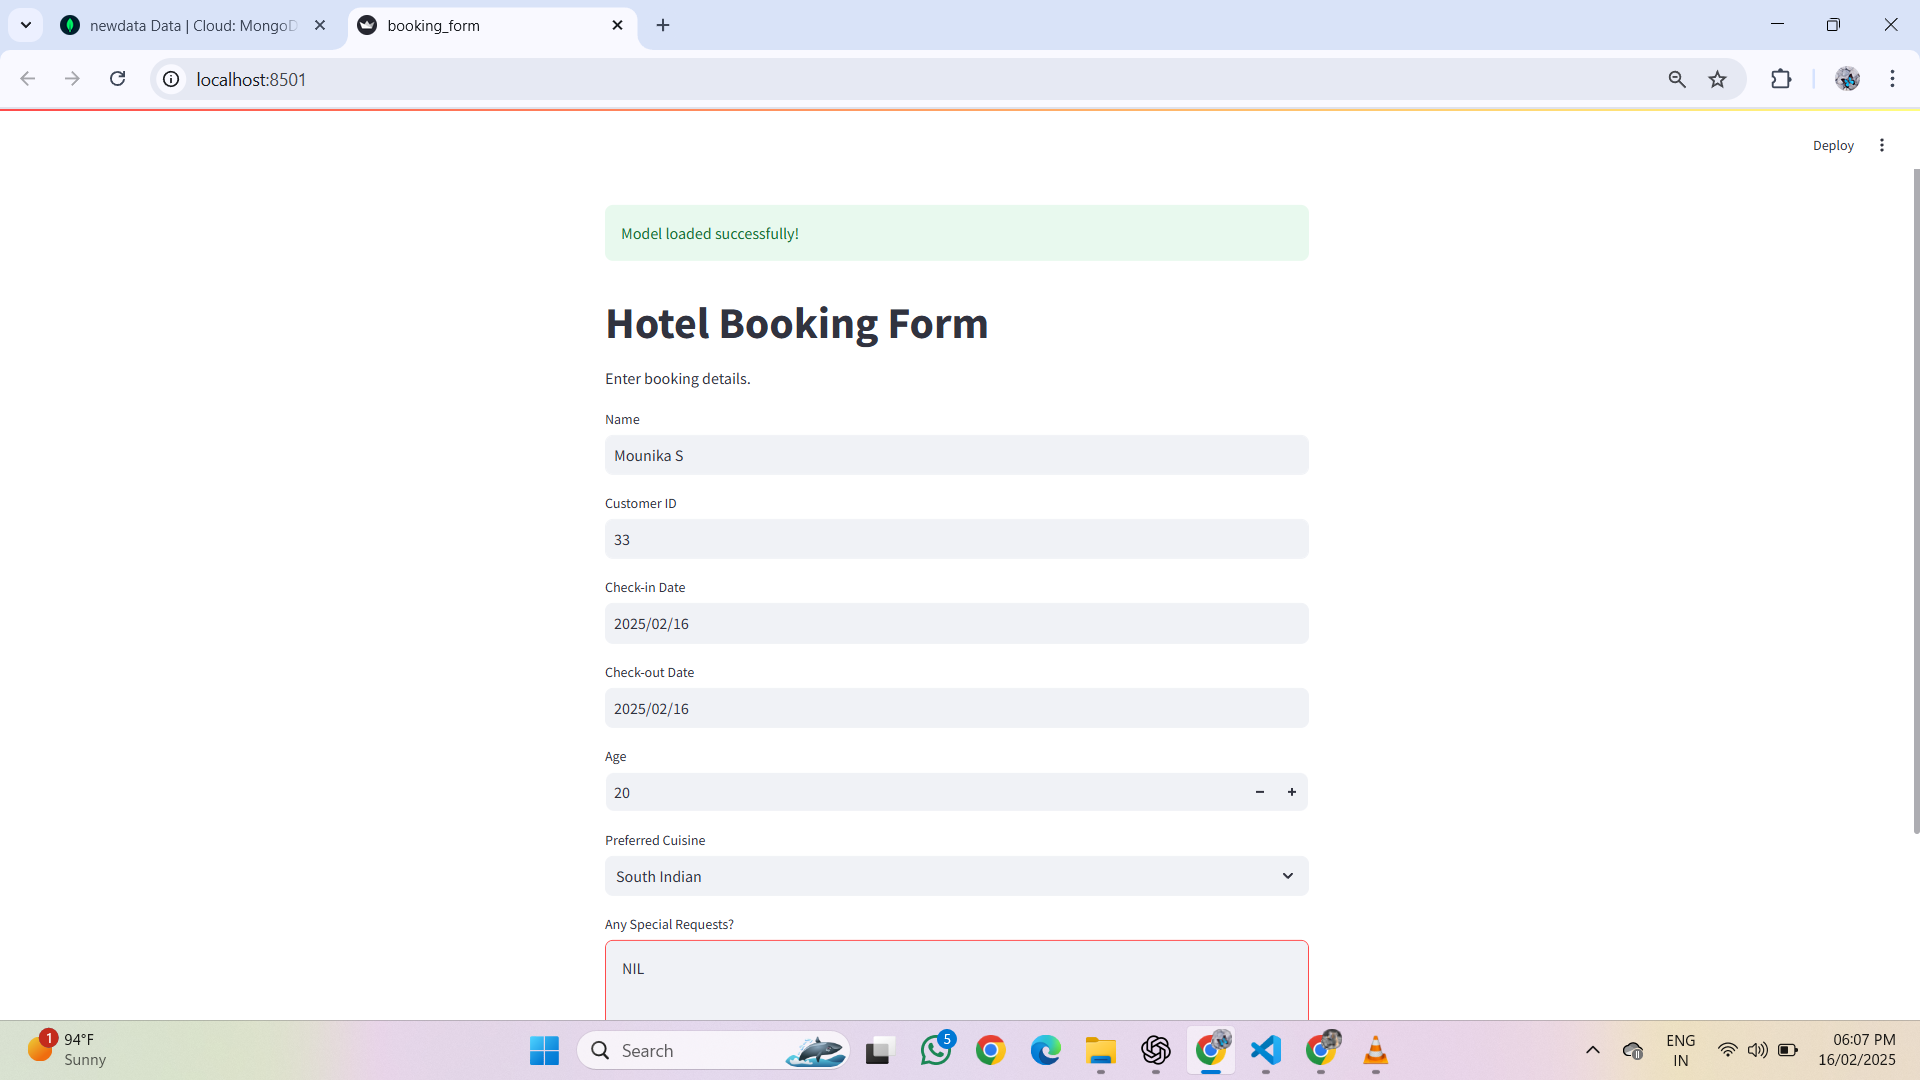 newdata Data | Cloud: MongoD
booking_form
localhost:8501
Deploy
Model loaded successfully!
Hotel Booking Form
Enter booking details.
Name
Mounika S
Customer ID
33
Check-in Date
2025/02/16
Check-out Date
2025/02/16
Age
20
Preferred Cuisine
South Indian
Any Special Requests?
NIL
1
94°F
Sunny
Search
5
ENG
IN
06:07 PM
16/02/2025